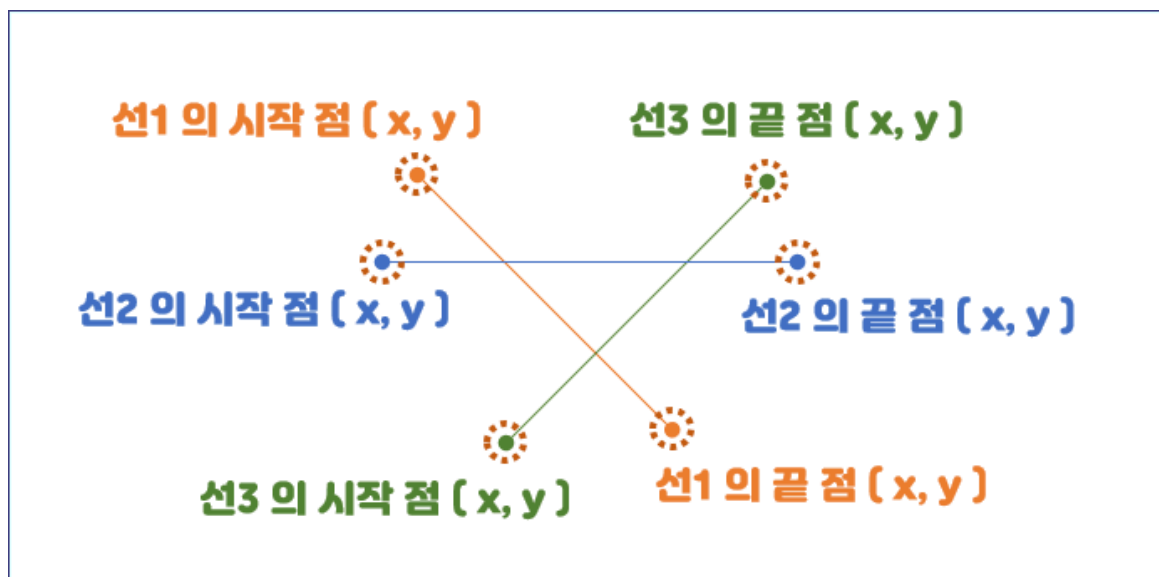 선1 의 시작 점 ( x, y )
선3 의 끝 점 ( x, y )
선2 의 시작 점 ( x, y )
선2 의 끝 점 ( x, y )
선3 의 시작 점 ( x, y )
선1 의 끝 점 ( x, y )